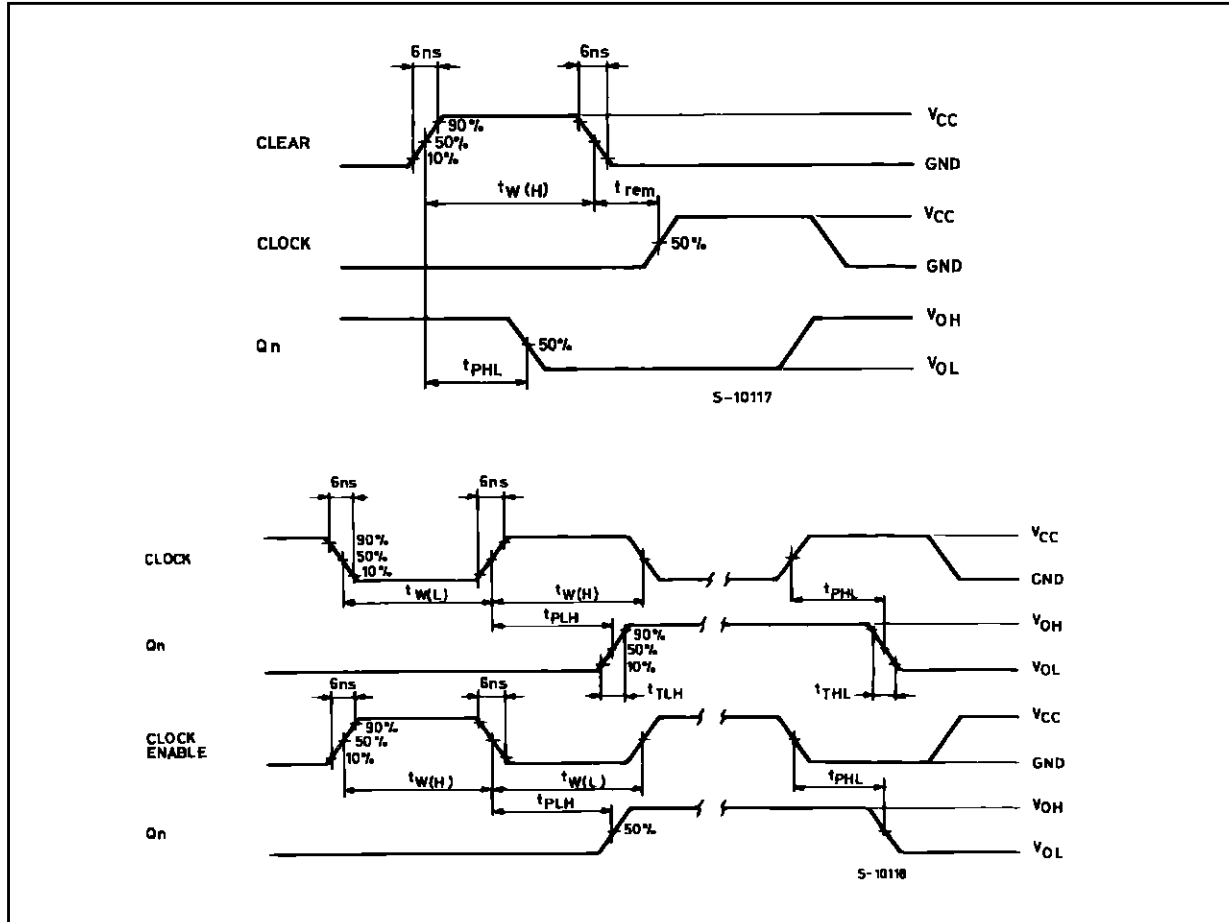 6ns 6ns
CLEAR 90% VCC
50%
10% GND
tW(H) trem
VCC
CLOCK 50%
GND
VOH
Qn 50%
tPHL VOL
S-10117
6ns 6ns
CLOCK 90% VCC
50%
10% GND
tW(L) tW(H) tPHL
tPLH
Qn 90% VOH
50%
10% VOL
tTLH tTHL
6ns 6ns
CLOCK 90% VCC
ENABLE 50%
10% GND
tW(H) tW(L) tPHL
tPLH
VOH
Qn 50%
VOL
S-10118